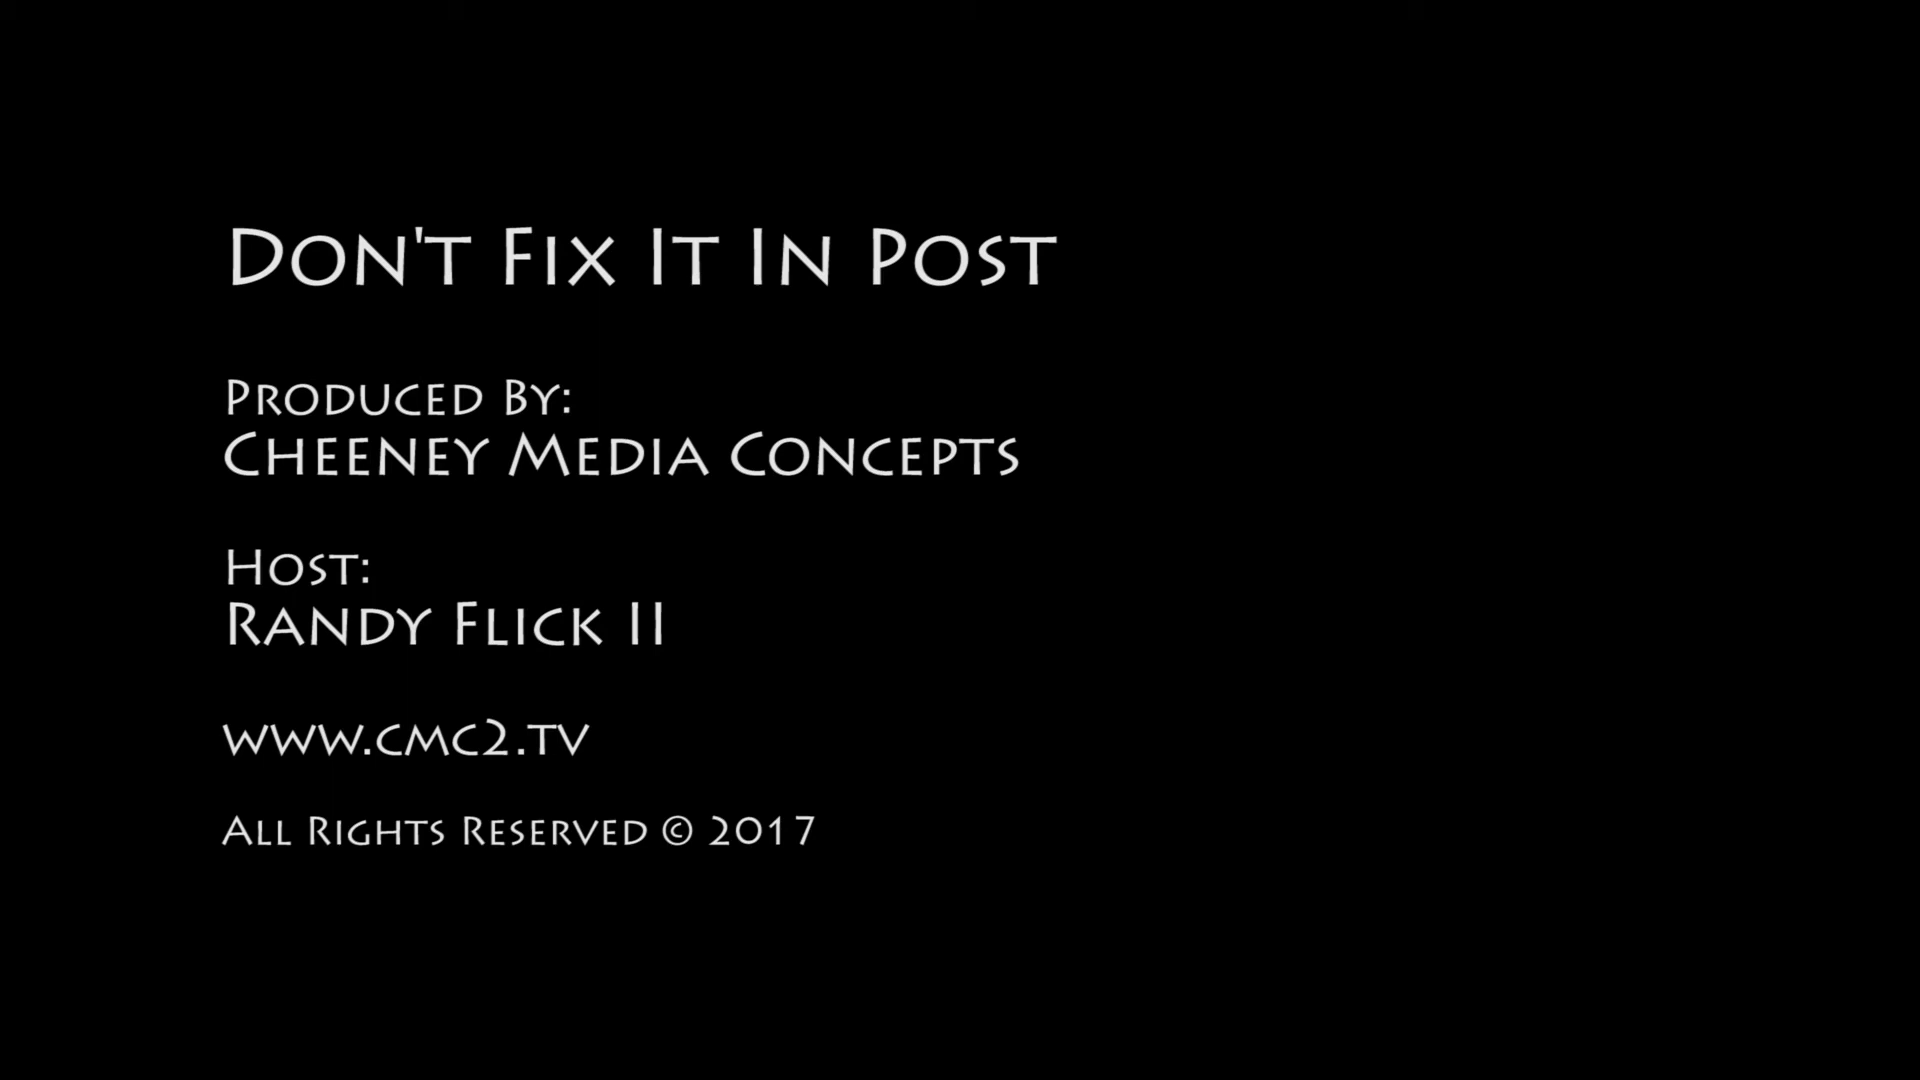 Don't Fix It In Post
Produced By:
Cheeney Media Concepts
Host:
Randy Flick II
www.cmc2.tv
All Rights Reserved © 2017